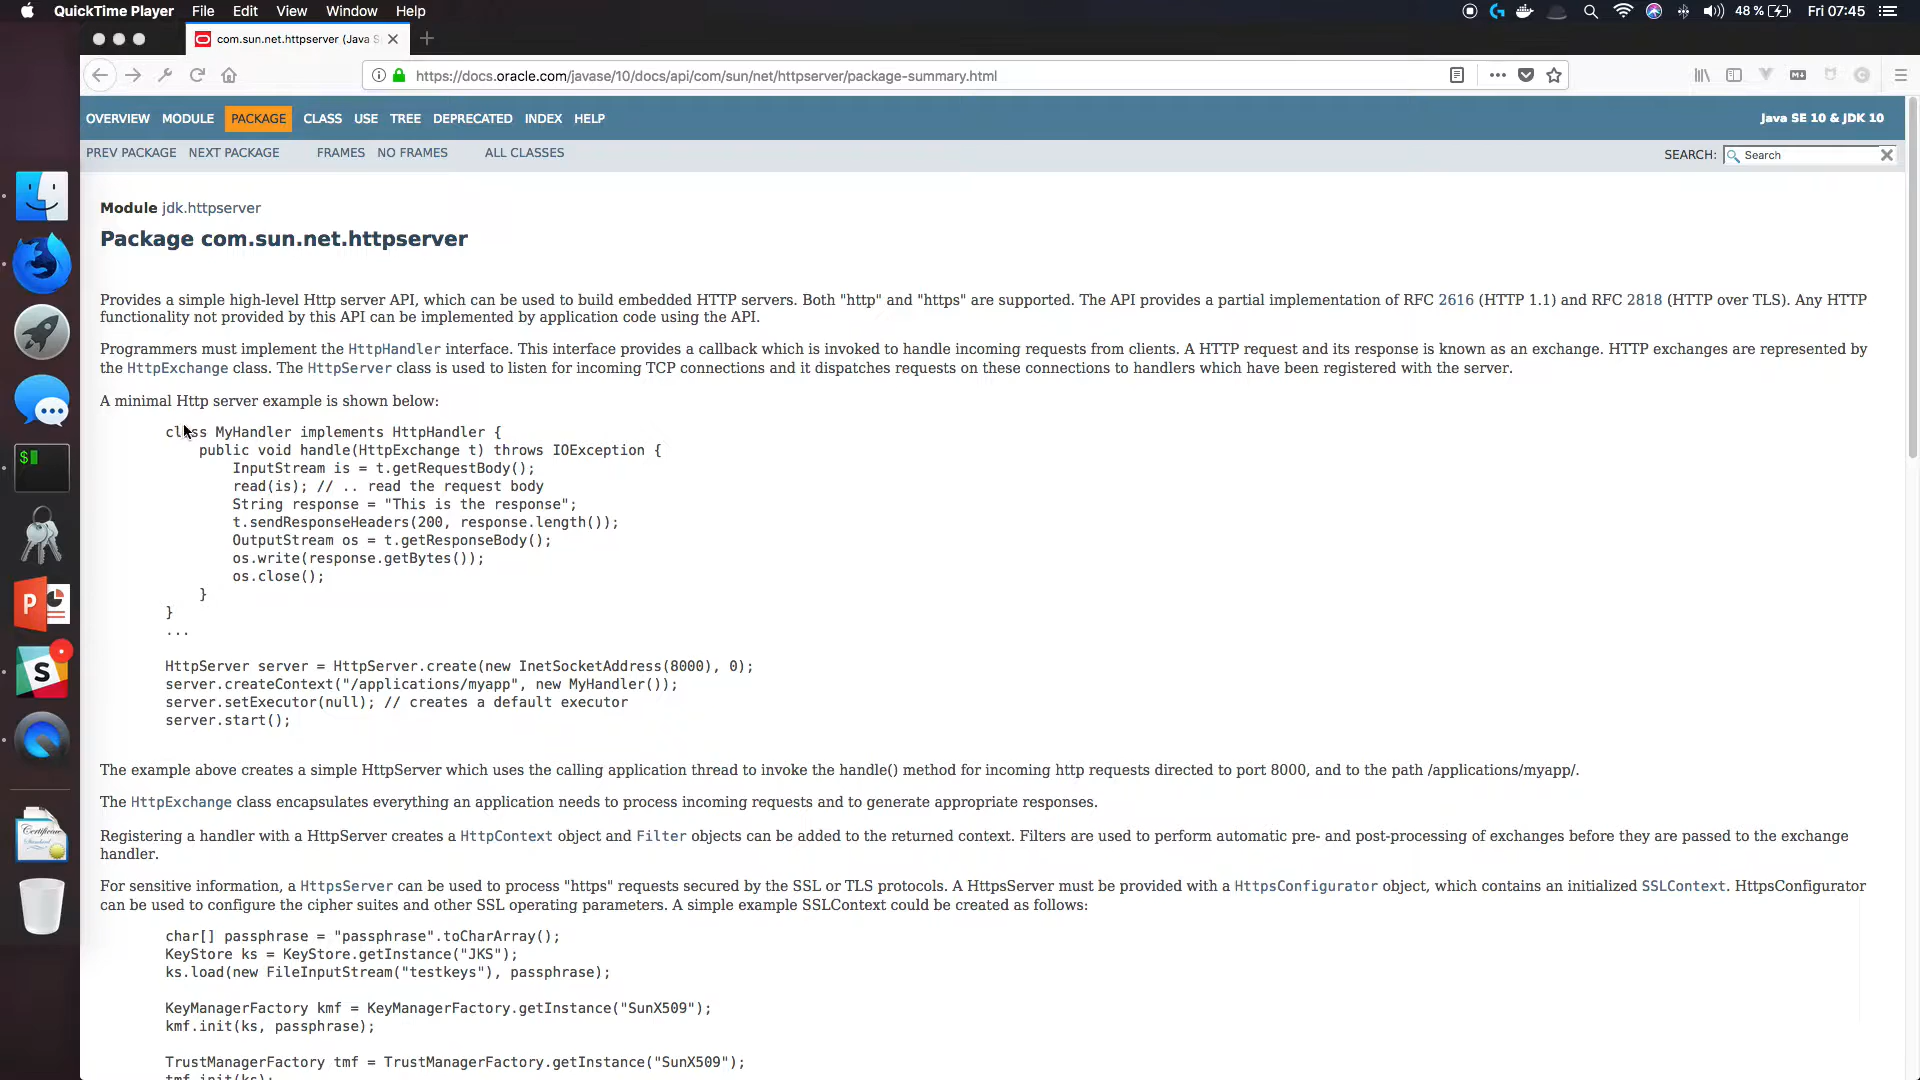 QuickTime Player File Edit View Window Help 48 % Fri 07:45
com.sun.net.httpserver (Java S
https://docs.oracle.com/javase/10/docs/api/com/sun/net/httpserver/package-summary.html
OVERVIEW MODULE PACKAGE CLASS USE TREE DEPRECATED INDEX HELP Java SE 10 & JDK 10
PREV PACKAGE NEXT PACKAGE FRAMES NO FRAMES ALL CLASSES SEARCH: Search
Module jdk.httpserver
Package com.sun.net.httpserver
Provides a simple high-level Http server API, which can be used to build embedded HTTP servers. Both "http" and "https" are supported. The API provides a partial implementation of RFC 2616 (HTTP 1.1) and RFC 2818 (HTTP over TLS). Any HTTP
functionality not provided by this API can be implemented by application code using the API.
Programmers must implement the HttpHandler interface. This interface provides a callback which is invoked to handle incoming requests from clients. A HTTP request and its response is known as an exchange. HTTP exchanges are represented by
the HttpExchange class. The HttpServer class is used to listen for incoming TCP connections and it dispatches requests on these connections to handlers which have been registered with the server.
A minimal Http server example is shown below:
class MyHandler implements HttpHandler {
public void handle(HttpExchange t) throws IOException {
InputStream is = t.getRequestBody();
read(is); // .. read the request body
String response = "This is the response";
t.sendResponseHeaders(200, response.length());
OutputStream os = t.getResponseBody();
os.write(response.getBytes());
os.close();
}
}
...
HttpServer server = HttpServer.create(new InetSocketAddress(8000), 0);
server.createContext("/applications/myapp", new MyHandler());
server.setExecutor(null); // creates a default executor
server.start();
The example above creates a simple HttpServer which uses the calling application thread to invoke the handle() method for incoming http requests directed to port 8000, and to the path /applications/myapp/.
The HttpExchange class encapsulates everything an application needs to process incoming requests and to generate appropriate responses.
Registering a handler with a HttpServer creates a HttpContext object and Filter objects can be added to the returned context. Filters are used to perform automatic pre- and post-processing of exchanges before they are passed to the exchange
handler.
For sensitive information, a HttpsServer can be used to process "https" requests secured by the SSL or TLS protocols. A HttpsServer must be provided with a HttpsConfigurator object, which contains an initialized SSLContext. HttpsConfigurator
can be used to configure the cipher suites and other SSL operating parameters. A simple example SSLContext could be created as follows:
char[] passphrase = "passphrase".toCharArray();
KeyStore ks = KeyStore.getInstance("JKS");
ks.load(new FileInputStream("testkeys"), passphrase);
KeyManagerFactory kmf = KeyManagerFactory.getInstance("SunX509");
kmf.init(ks, passphrase);
TrustManagerFactory tmf = TrustManagerFactory.getInstance("SunX509");
tmf.init(ks);